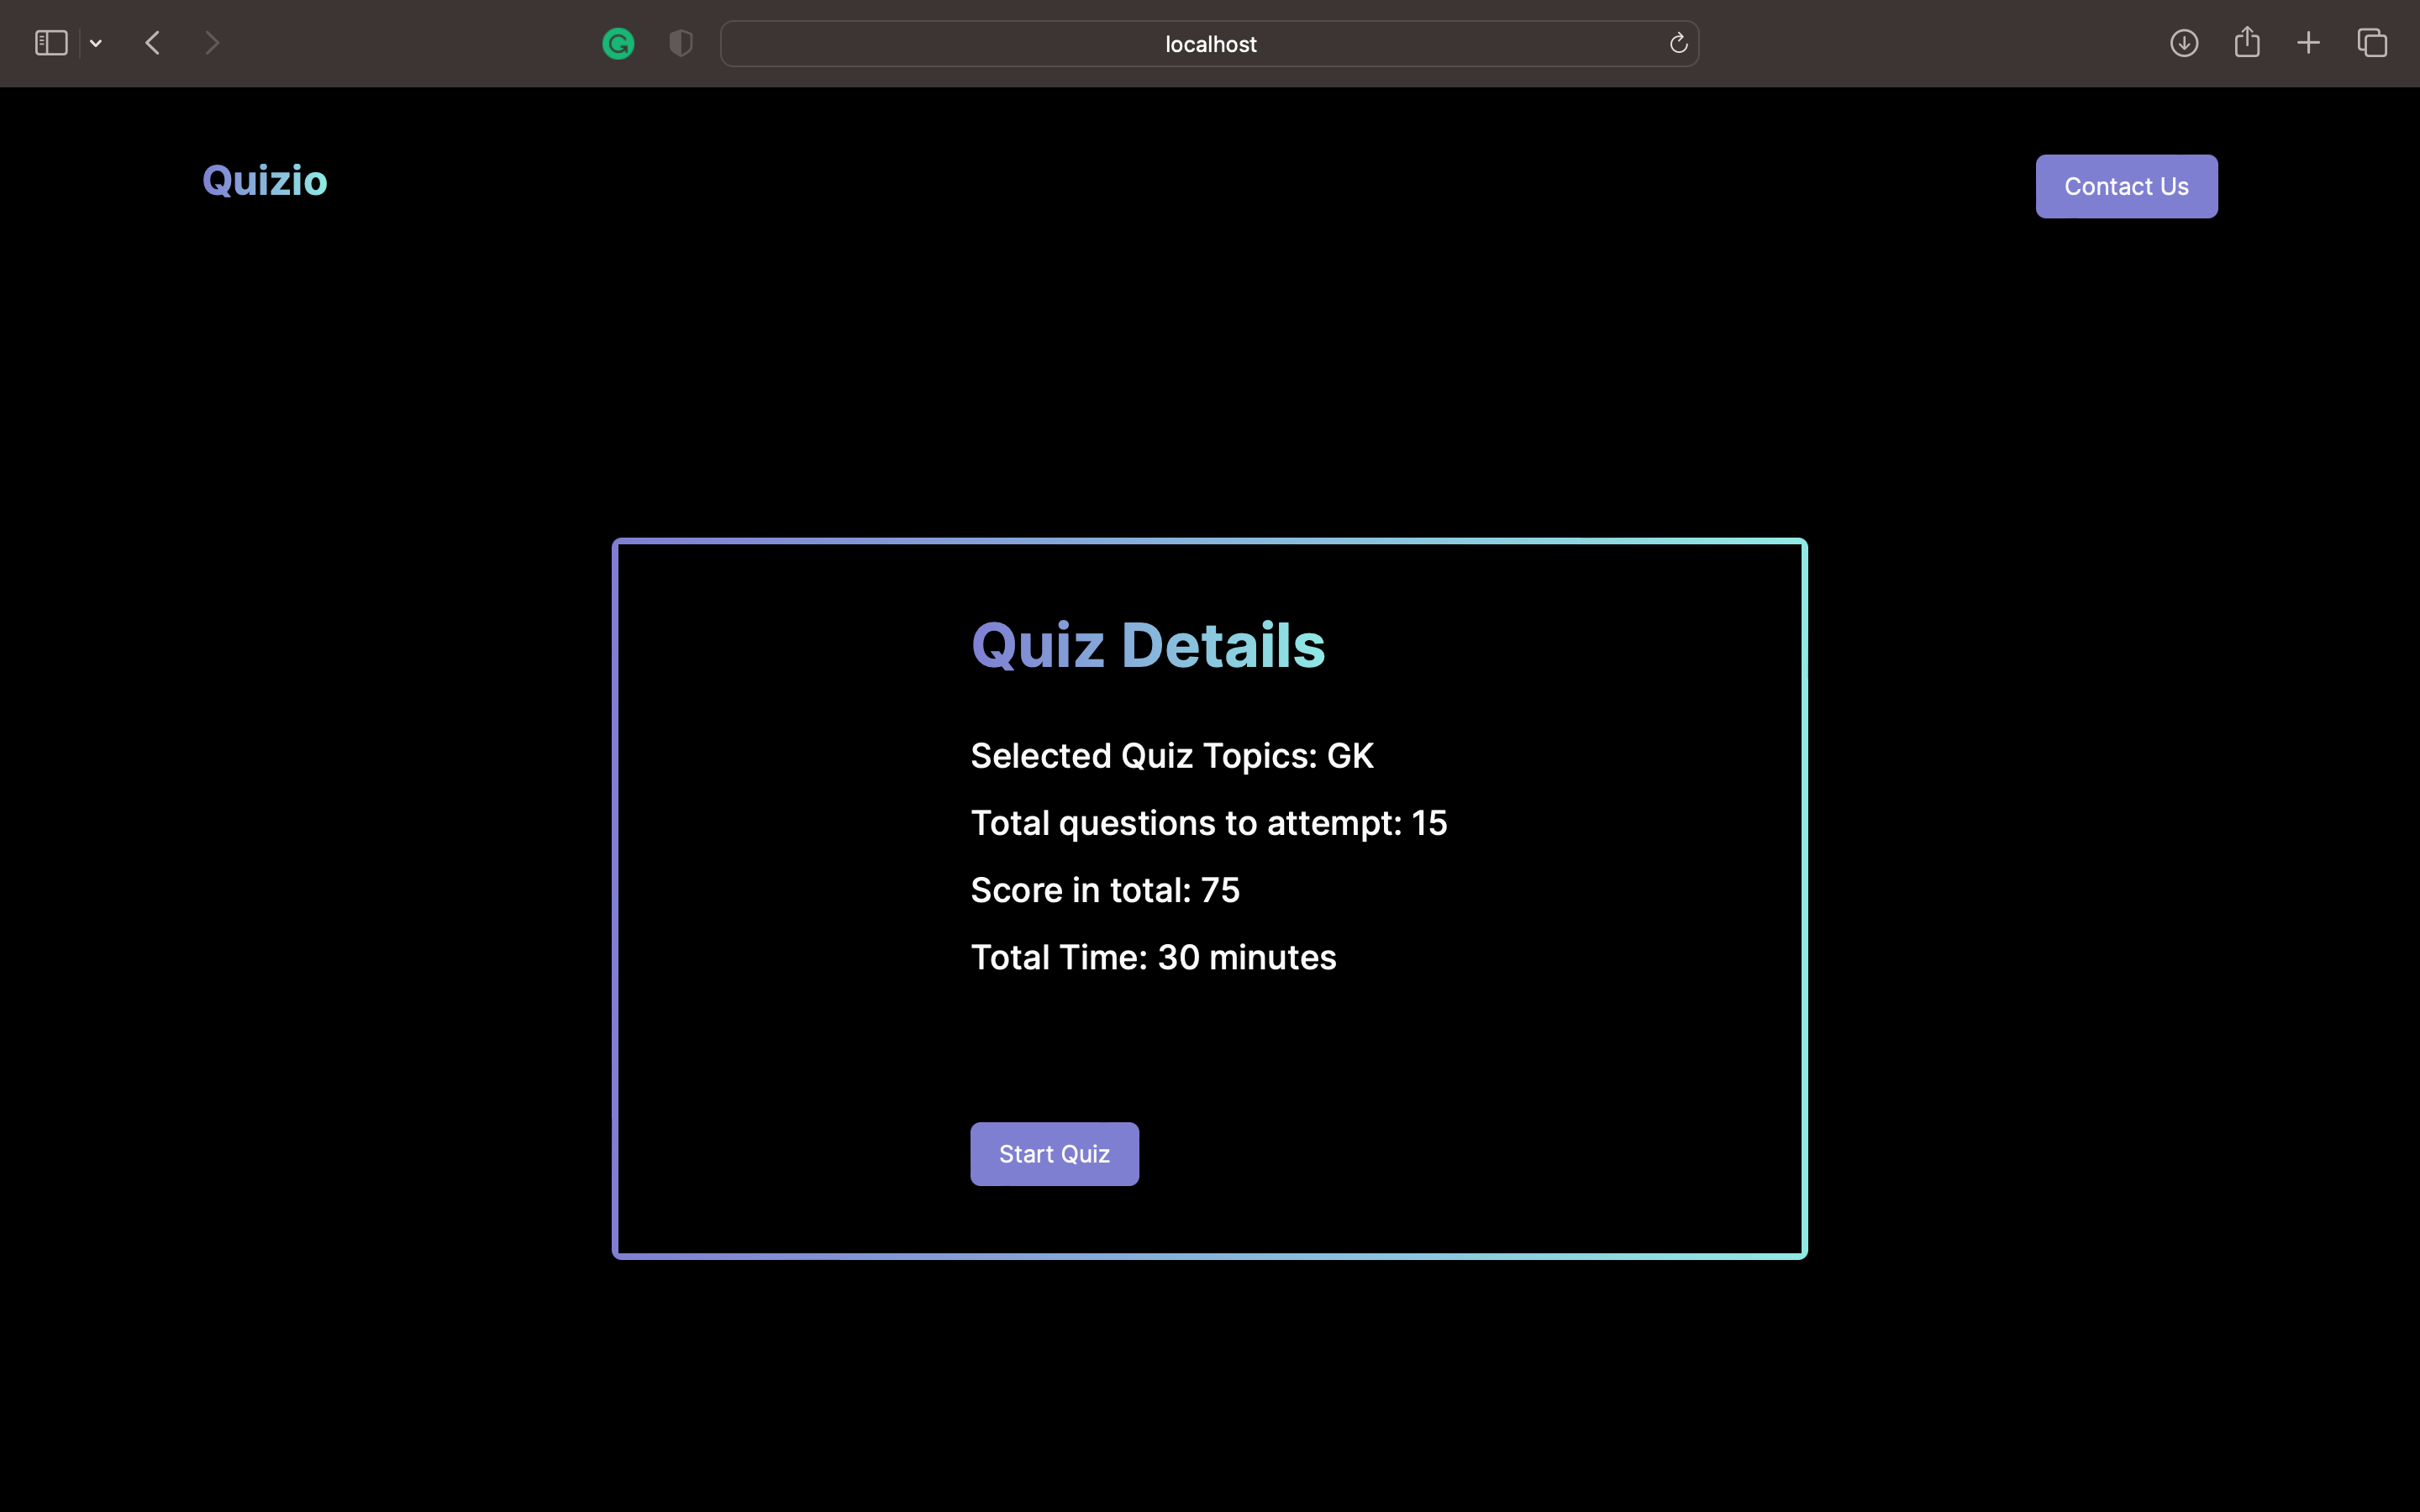 localhost
Quizio
Contact Us
Quiz Details
Selected Quiz Topics: GK
Total questions to attempt: 15
Score in total: 75
Total Time: 30 minutes
Start Quiz